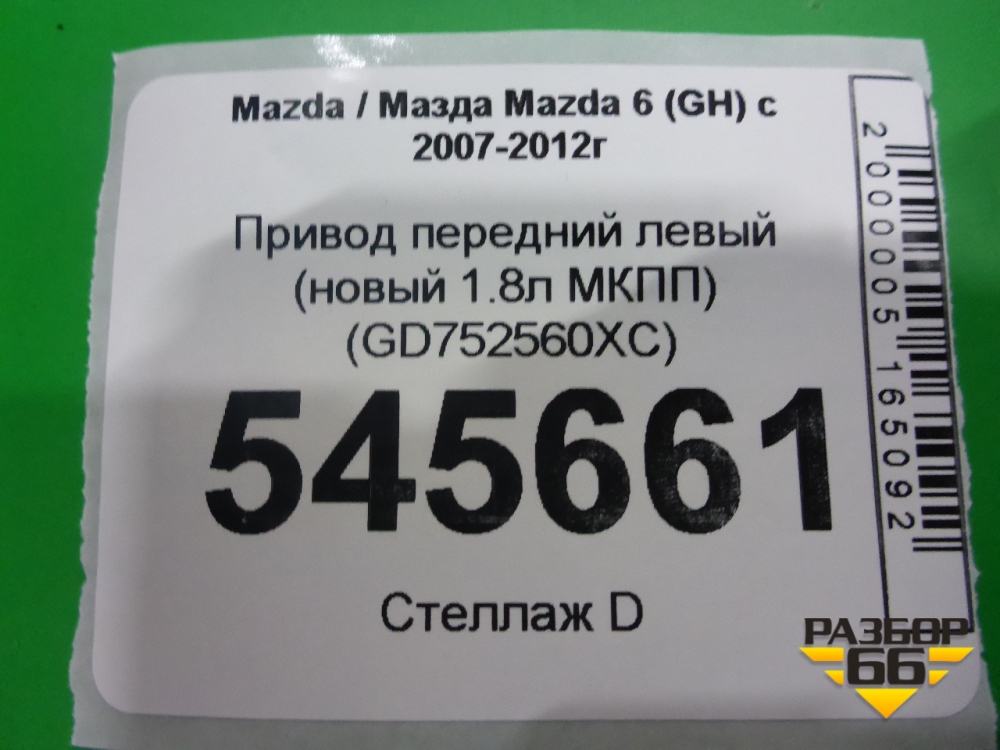 Mazda / Мазда Mazda 6 (GH) с
2007-2012г
Привод передний левый
(новый 1.8л МКПП)
(GD752560XC)
545661
Стеллаж D
2000005165092
РАЗБОР
66